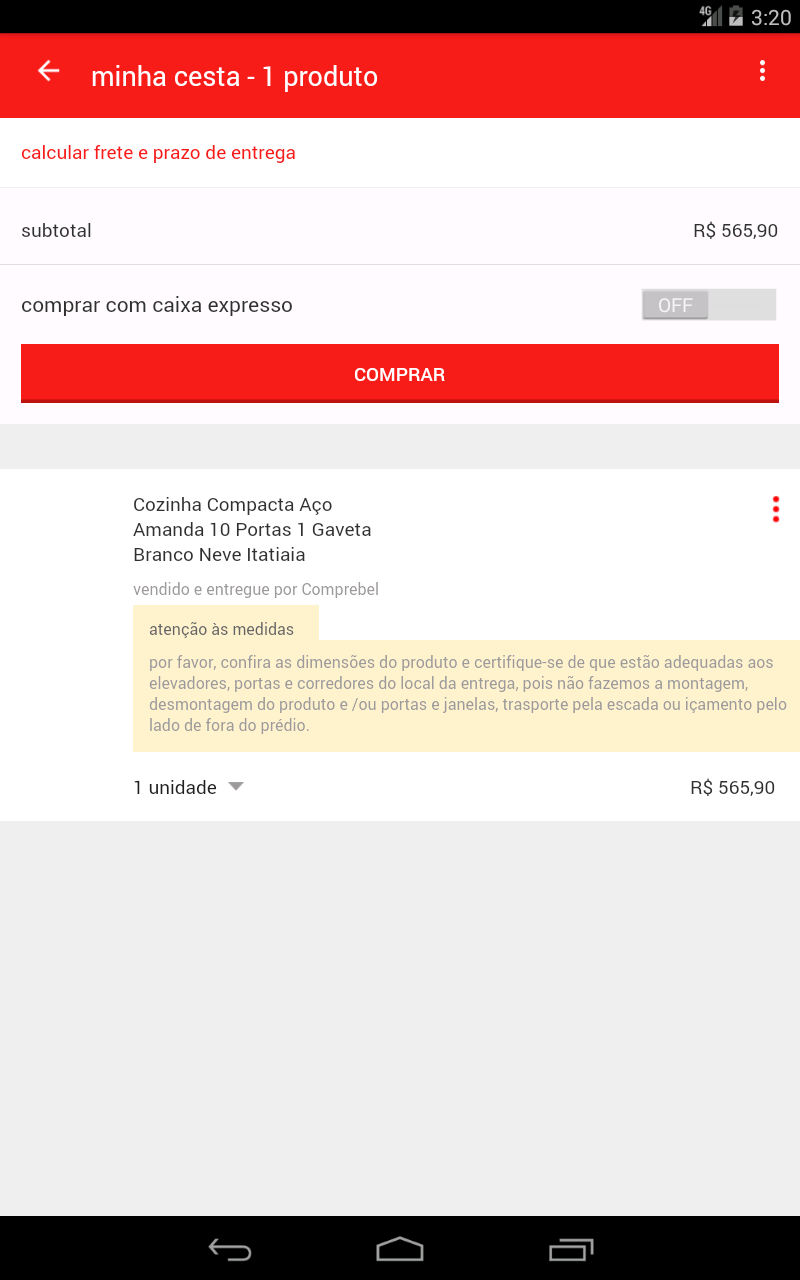 4G 3:20
minha cesta - 1 produto
calcular frete e prazo de entrega
subtotal R$ 565,90
comprar com caixa expresso OFF
COMPRAR
Cozinha Compacta Aço
Amanda 10 Portas 1 Gaveta
Branco Neve Itatiaia
vendido e entregue por Comprebel
atenção às medidas
por favor, confira as dimensões do produto e certifique-se de que estão adequadas aos
elevadores, portas e corredores do local da entrega, pois não fazemos a montagem,
desmontagem do produto e /ou portas e janelas, trasporte pela escada ou içamento pelo
lado de fora do prédio.
1 unidade R$ 565,90